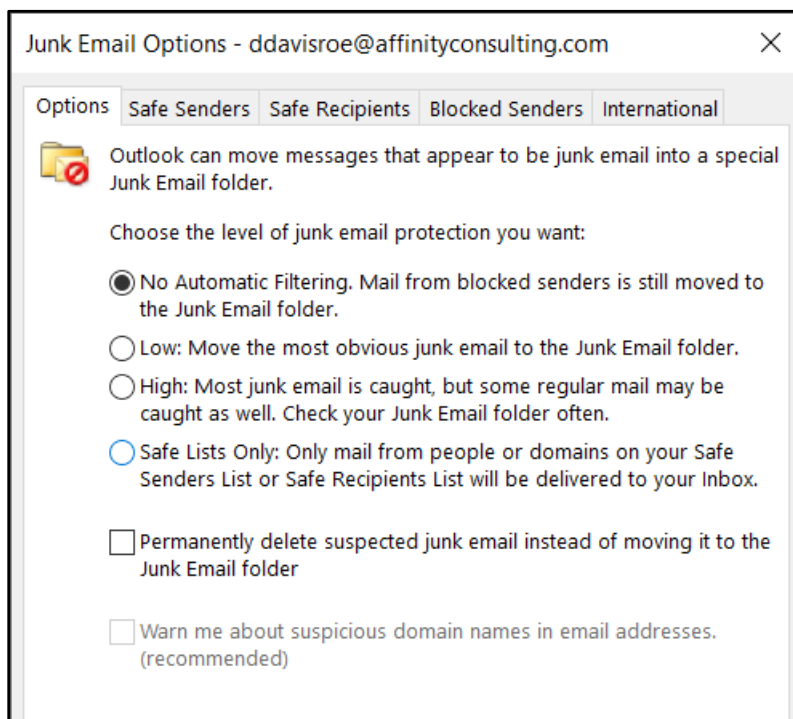 Junk Email Options - ddavisroe@affinityconsulting.com
Options Safe Senders Safe Recipients Blocked Senders International
Outlook can move messages that appear to be junk email into a special
Junk Email folder.
Choose the level of junk email protection you want:
No Automatic Filtering. Mail from blocked senders is still moved to
the Junk Email folder.
Low: Move the most obvious junk email to the Junk Email folder.
High: Most junk email is caught, but some regular mail may be
caught as well. Check your Junk Email folder often.
Safe Lists Only: Only mail from people or domains on your Safe
Senders List or Safe Recipients List will be delivered to your Inbox.
Permanently delete suspected junk email instead of moving it to the
Junk Email folder
Warn me about suspicious domain names in email addresses.
(recommended)